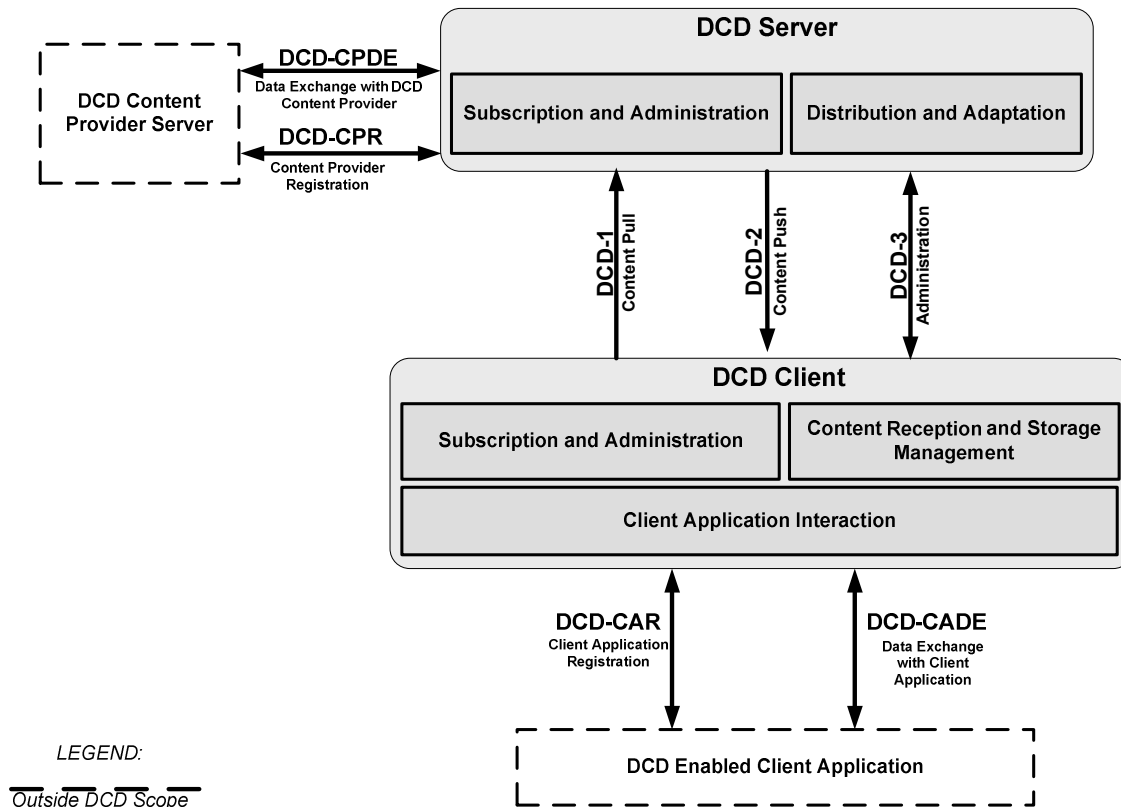 DCD Server
DCD-CPDE
Data Exchange with DCD
Content Provider
DCD Content
Provider Server
DCD-CPR
Content Provider
Registration
Subscription and Administration
Distribution and Adaptation
DCD-1
Content Pull
DCD-2
Content Push
DCD-3
Administration
DCD Client
Subscription and Administration
Content Reception and Storage
Management
Client Application Interaction
DCD-CAR
Client Application
Registration
DCD-CADE
Data Exchange
with Client
Application
DCD Enabled Client Application
LEGEND:
Outside DCD Scope